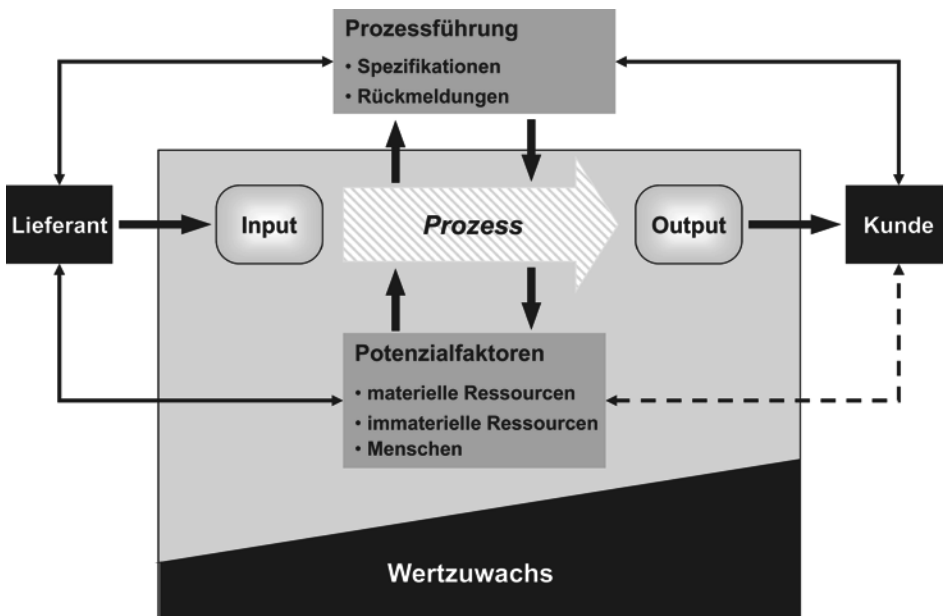 Prozessführung
• Spezifikationen
• Rückmeldungen
Lieferant
Input
Prozess
Output
Kunde
Potenzialfaktoren
• materielle Ressourcen
• immaterielle Ressourcen
• Menschen
Wertzuwachs